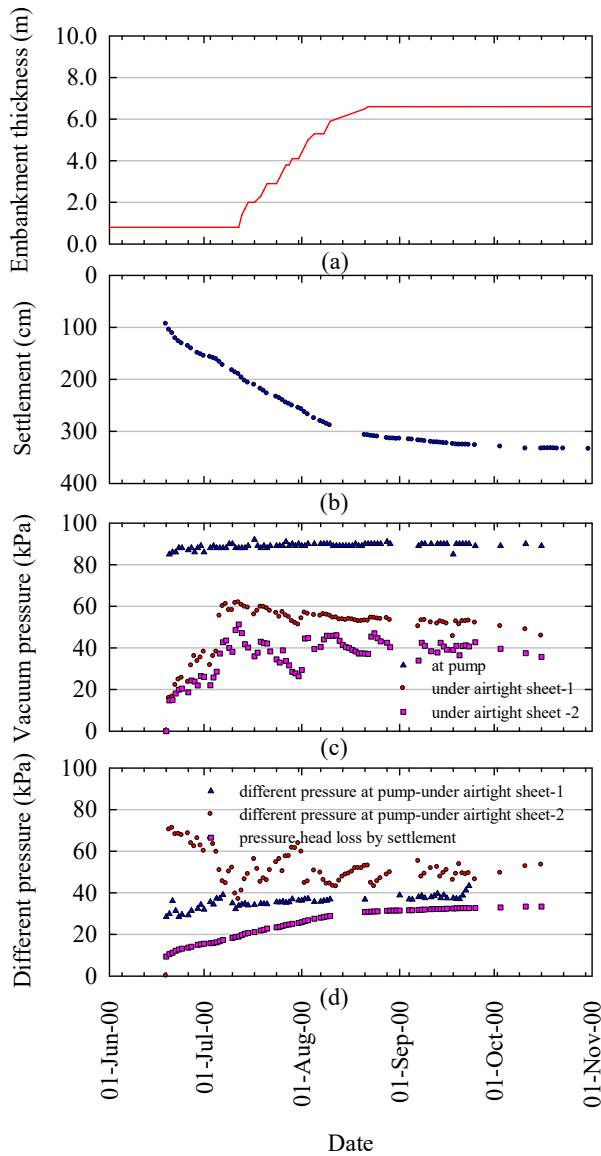 Embankment thickness (m)
10.0
8.0
6.0
4.0
2.0
0.0
(a)
Settlement (cm)
0
100
200
300
400
(b)
Vacuum pressure (kPa)
100
80
60
40
20
0
at pump
under airtight sheet-1
under airtight sheet -2
(c)
Different pressure (kPa)
100
80
60
40
20
0
different pressure at pump-under airtight sheet-1
different pressure at pump-under airtight sheet-2
pressure head loss by settlement
(d)
01-Jun-00
01-Jul-00
01-Aug-00
01-Sep-00
01-Oct-00
01-Nov-00
Date